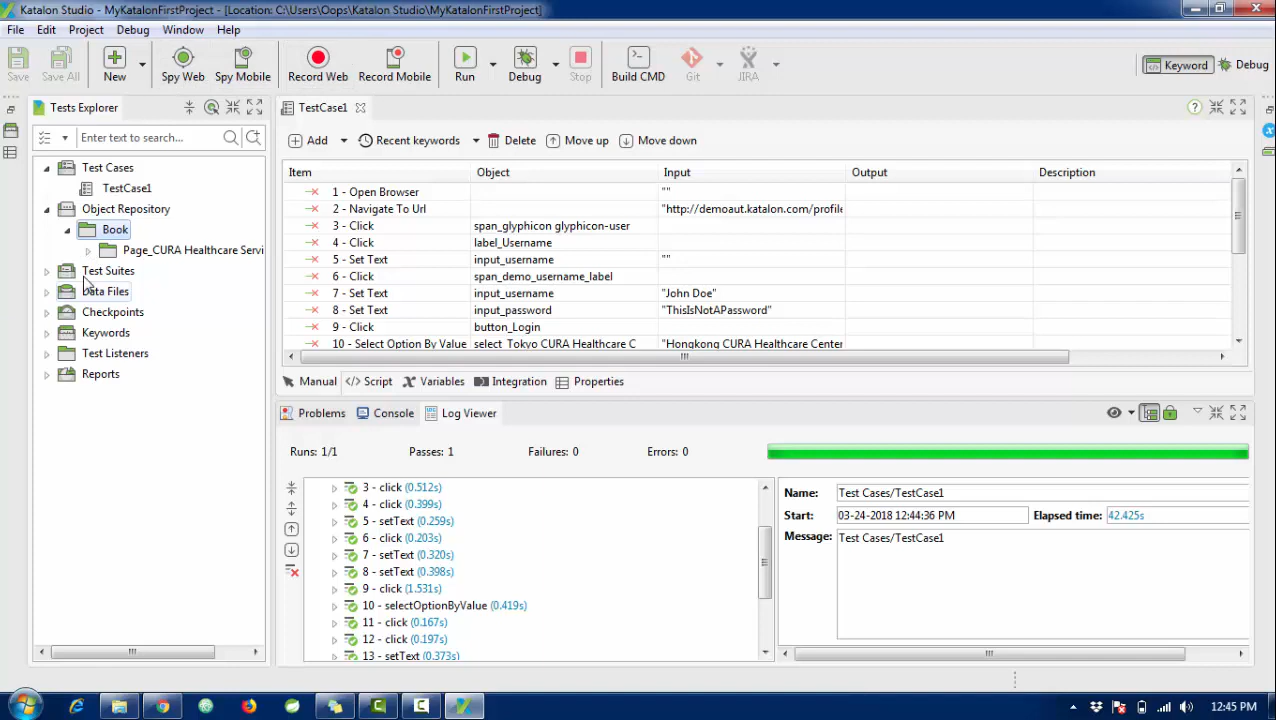 Katalon Studio - MyKatalonFirstProject - [Location: C:\Users\Oops\Katalon Studio\MyKatalonFirstProject]
File Edit Project Debug Window Help
Save Save All New Spy Web Spy Mobile Record Web Record Mobile Run Debug Stop Build CMD Git JIRA Keyword Debug
Tests Explorer
TestCase1
Enter text to search...
Add Recent keywords Delete Move up Move down
Test Cases
TestCase1
Object Repository
Book
Page_CURA Healthcare Servi
Test Suites
Data Files
Checkpoints
Keywords
Test Listeners
Reports
Item Object Input Output Description
1 - Open Browser ""
2 - Navigate To Url "http://demoaut.katalon.com/profile
3 - Click span_glyphicon glyphicon-user
4 - Click label_Username
5 - Set Text input_username ""
6 - Click span_demo_username_label
7 - Set Text input_username "John Doe"
8 - Set Text input_password "ThisIsNotAPassword"
9 - Click button_Login
10 - Select Option By Value select_Tokyo CURA Healthcare C "Hongkong CURA Healthcare Center
Manual </> Script Variables Integration Properties
Problems Console Log Viewer
Runs: 1/1 Passes: 1 Failures: 0 Errors: 0
3 - click (0.512s)
4 - click (0.399s)
5 - setText (0.259s)
6 - click (0.203s)
7 - setText (0.320s)
8 - setText (0.398s)
9 - click (1.531s)
10 - selectOptionByValue (0.419s)
11 - click (0.167s)
12 - click (0.197s)
13 - setText (0.373s)
Name: Test Cases/TestCase1
Start: 03-24-2018 12:44:36 PM Elapsed time: 42.425s
Message: Test Cases/TestCase1
12:45 PM